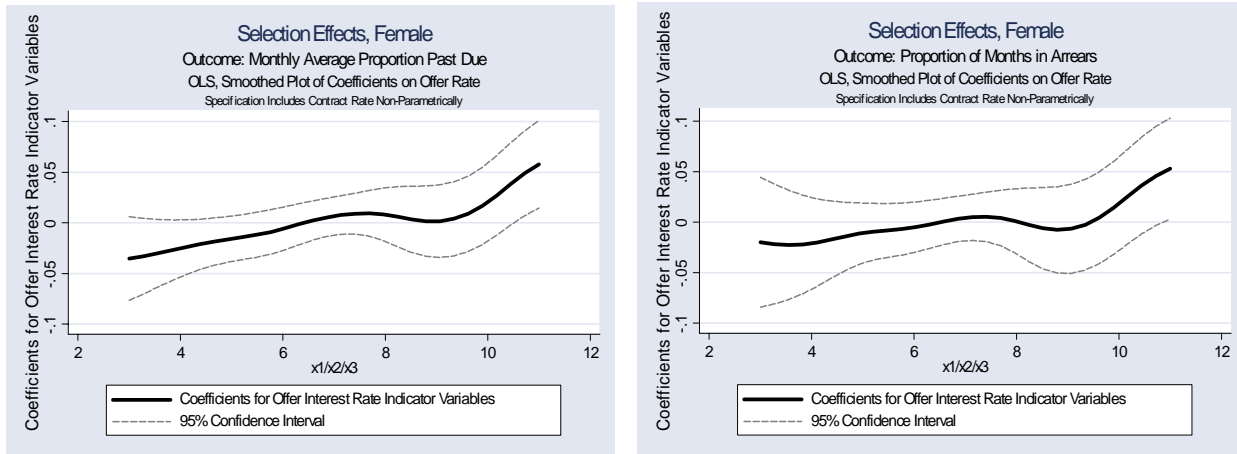 Selection Effects, Female
Outcome: Monthly Average Proportion Past Due
OLS, Smoothed Plot of Coefficients on Offer Rate
Specification Includes Contract Rate Non-Parametrically
Coefficients for Offer Interest Rate Indicator Variables
.1
.05
0
-.05
-.1
2 4 6 8 10 12
x1/x2/x3
Coefficients for Offer Interest Rate Indicator Variables
95% Confidence Interval
Selection Effects, Female
Outcome: Proportion of Months in Arrears
OLS, Smoothed Plot of Coefficients on Offer Rate
Specification Includes Contract Rate Non-Parametrically
Coefficients for Offer Interest Rate Indicator Variables
.1
.05
0
-.05
-.1
2 4 6 8 10 12
x1/x2/x3
Coefficients for Offer Interest Rate Indicator Variables
95% Confidence Interval